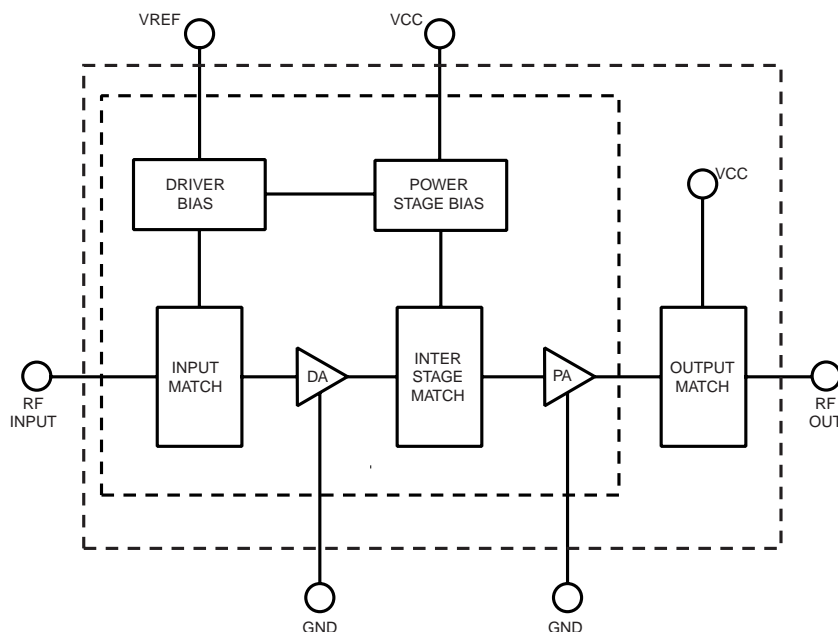 VREF
VCC
DRIVER
BIAS
POWER
STAGE BIAS
VCC
INPUT
MATCH
DA
INTER
STAGE
MATCH
PA
OUTPUT
MATCH
RF
INPUT
RF
OUT
GND
GND